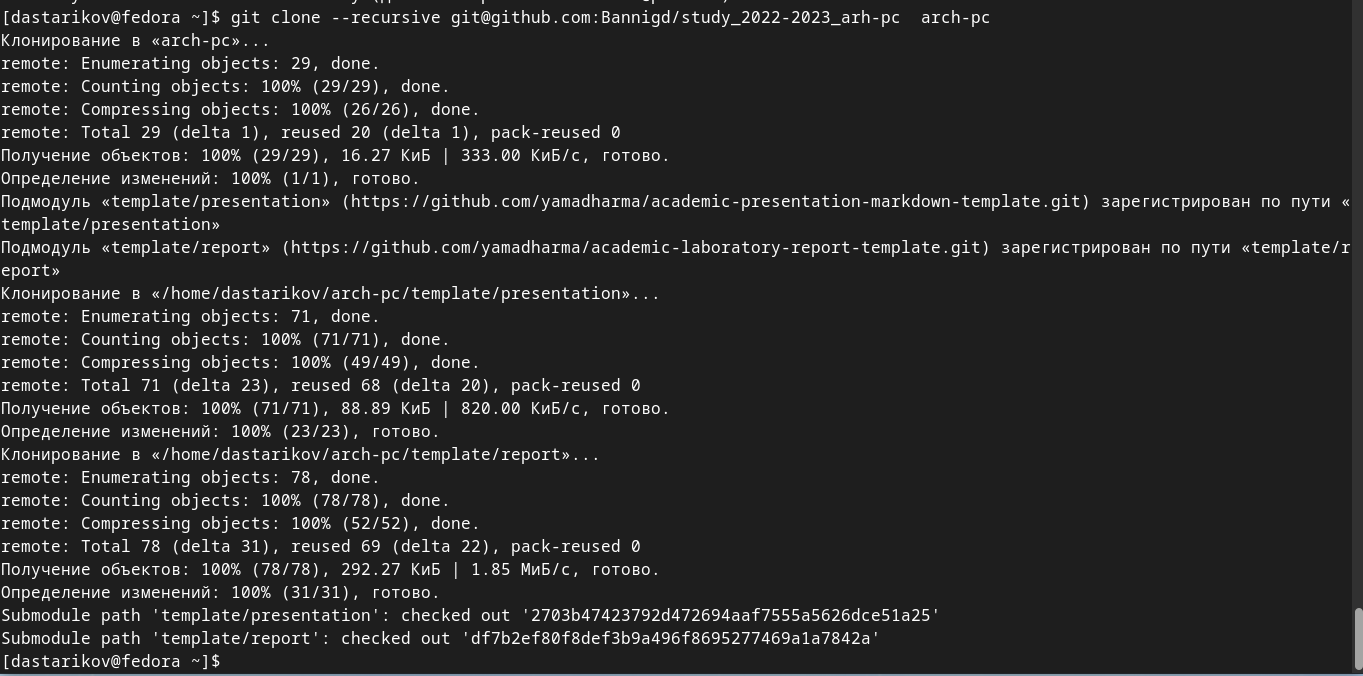 [dastarikov@fedora ~]$ git clone --recursive git@github.com:Bannigd/study_2022-2023_arh-pc  arch-pc
Клонирование в «arch-pc»...
remote: Enumerating objects: 29, done.
remote: Counting objects: 100% (29/29), done.
remote: Compressing objects: 100% (26/26), done.
remote: Total 29 (delta 1), reused 20 (delta 1), pack-reused 0
Получение объектов: 100% (29/29), 16.27 КиБ | 333.00 КиБ/с, готово.
Определение изменений: 100% (1/1), готово.
Подмодуль «template/presentation» (https://github.com/yamadharma/academic-presentation-markdown-template.git) зарегистрирован по пути «
template/presentation»
Подмодуль «template/report» (https://github.com/yamadharma/academic-laboratory-report-template.git) зарегистрирован по пути «template/r
eport»
Клонирование в «/home/dastarikov/arch-pc/template/presentation»...
remote: Enumerating objects: 71, done.
remote: Counting objects: 100% (71/71), done.
remote: Compressing objects: 100% (49/49), done.
remote: Total 71 (delta 23), reused 68 (delta 20), pack-reused 0
Получение объектов: 100% (71/71), 88.89 КиБ | 820.00 КиБ/с, готово.
Определение изменений: 100% (23/23), готово.
Клонирование в «/home/dastarikov/arch-pc/template/report»...
remote: Enumerating objects: 78, done.
remote: Counting objects: 100% (78/78), done.
remote: Compressing objects: 100% (52/52), done.
remote: Total 78 (delta 31), reused 69 (delta 22), pack-reused 0
Получение объектов: 100% (78/78), 292.27 КиБ | 1.85 МиБ/с, готово.
Определение изменений: 100% (31/31), готово.
Submodule path 'template/presentation': checked out '2703b47423792d472694aaf7555a5626dce51a25'
Submodule path 'template/report': checked out 'df7b2ef80f8def3b9a496f8695277469a1a7842a'
[dastarikov@fedora ~]$